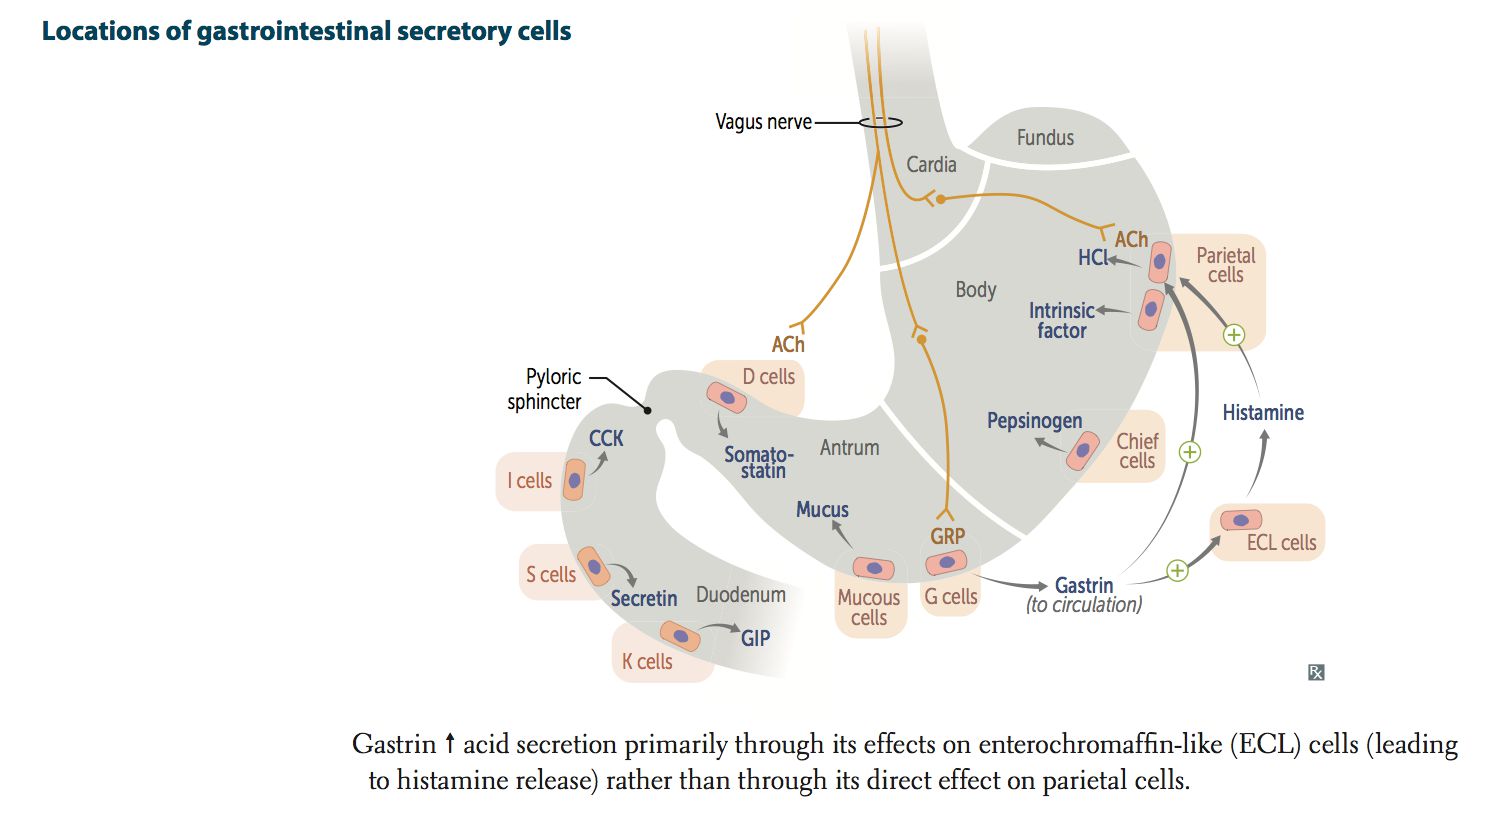 Locations of gastrointestinal secretory cells
Vagus nerve
Fundus
Cardia
ACh
HCl
Parietal
cells
Body
Intrinsic
factor
ACh
D cells
Pyloric
sphincter
Histamine
Pepsinogen
Chief
cells
CCK
Antrum
Somato-
statin
I cells
Mucus
GRP
ECL cells
S cells
Secretin
Duodenum
Mucous
cells
G cells
Gastrin
(to circulation)
GIP
K cells
Rx
Gastrin ↑ acid secretion primarily through its effects on enterochromaffin-like (ECL) cells (leading
to histamine release) rather than through its direct effect on parietal cells.